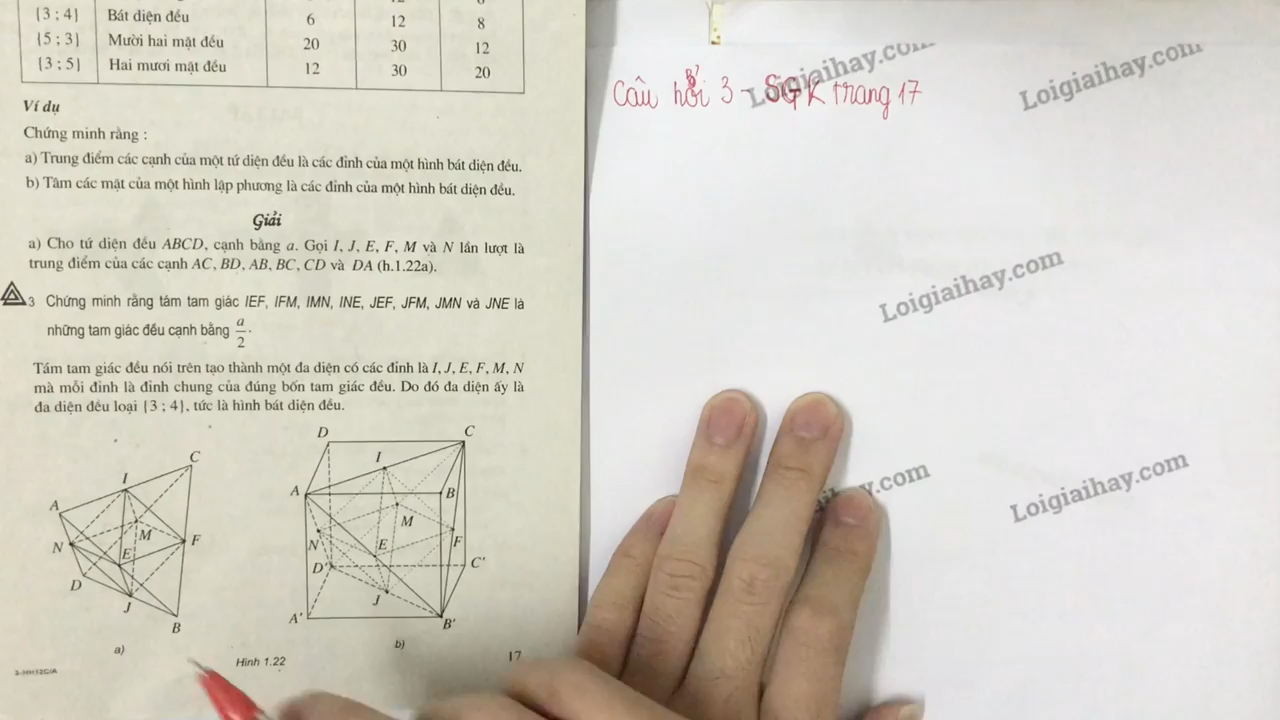 {3 ; 4} Bát diện đều 6 12 8
{5 ; 3} Mười hai mặt đều 20 30 12
{3 ; 5} Hai mươi mặt đều 12 30 20
Ví dụ
Chứng minh rằng :
a) Trung điểm các cạnh của một tứ diện đều là các đỉnh của một hình bát diện đều.
b) Tâm các mặt của một hình lập phương là các đỉnh của một hình bát diện đều.
Giải
a) Cho tứ diện đều ABCD, cạnh bằng a. Gọi I, J, E, F, M và N lần lượt là
trung điểm của các cạnh AC, BD, AB, BC, CD và DA (h.1.22a).
3 Chứng minh rằng tám tam giác IEF, IFM, IMN, INE, JEF, JFM, JMN và JNE là
những tam giác đều cạnh bằng a/2.
Tám tam giác đều nói trên tạo thành một đa diện có các đỉnh là I, J, E, F, M, N
mà mỗi đỉnh là đỉnh chung của đúng bốn tam giác đều. Do đó đa diện ấy là
đa diện đều loại {3 ; 4}, tức là hình bát diện đều.
C
I
A
M
F
N
E
D
J
B
a)
D
C
I
A
B
M
N
E
F
D'
C'
J
A'
B'
b)
Hình 1.22
17
Câu hỏi 3 - SGK trang 17
Loigiaihay.com
Loigiaihay.com
Loigiaihay.com
y.com
Loigiaihay.com